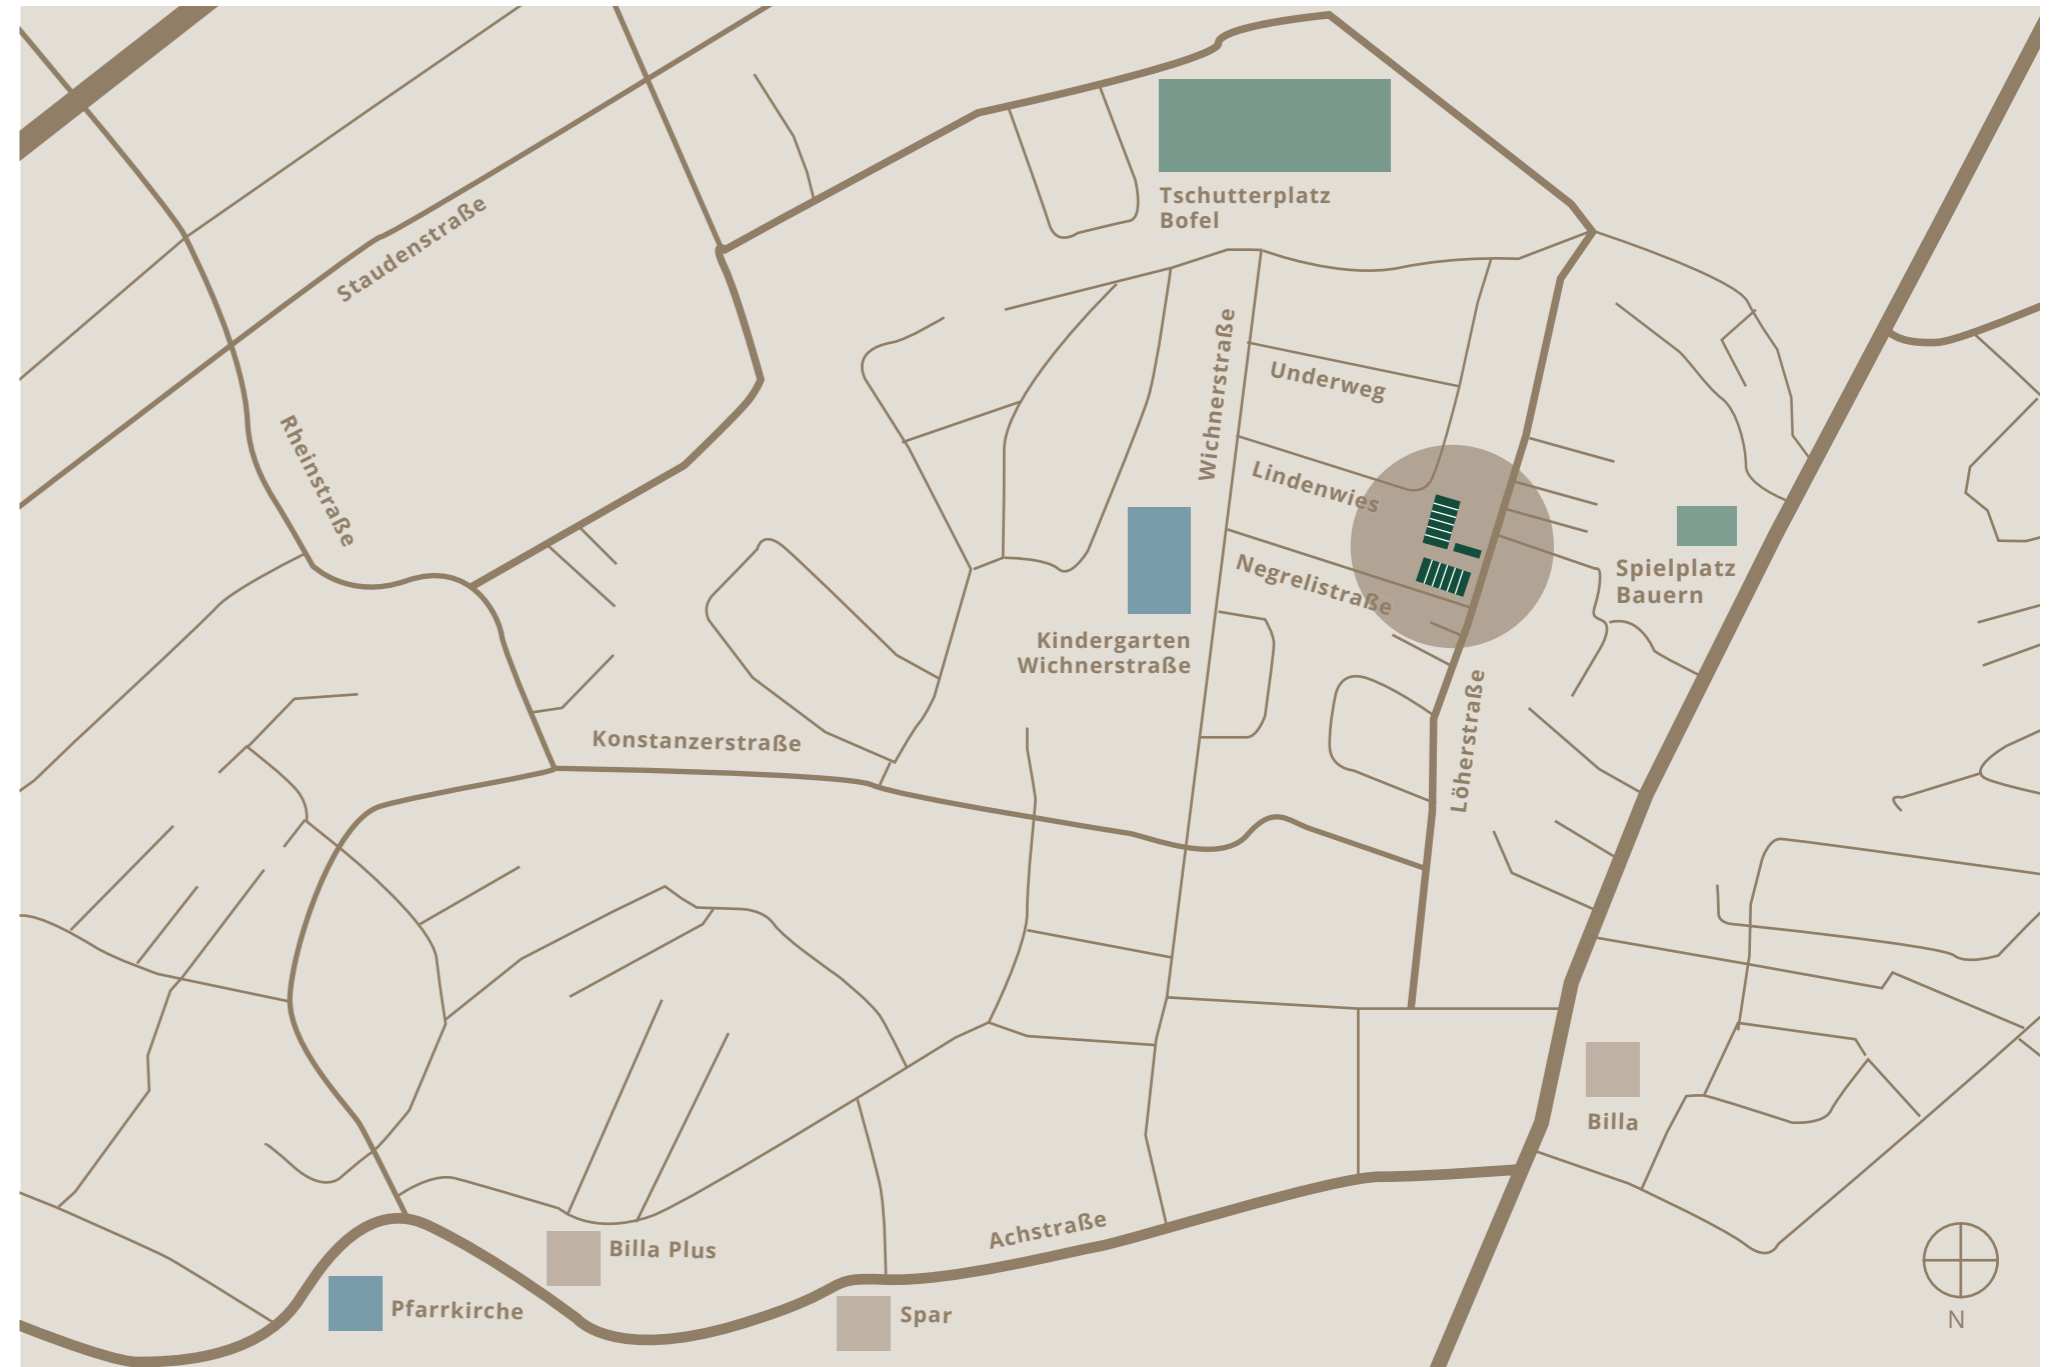 Tschutterplatz
Bofel
Staudenstraße
Wichnerstraße
Underweg
Rheinstraße
Lindenwies
Negrelistraße
Spielplatz
Bauern
Kindergarten
Wichnerstraße
Konstanzerstraße
Löherstraße
Billa
Achstraße
Billa Plus
Pfarrkirche
Spar
N